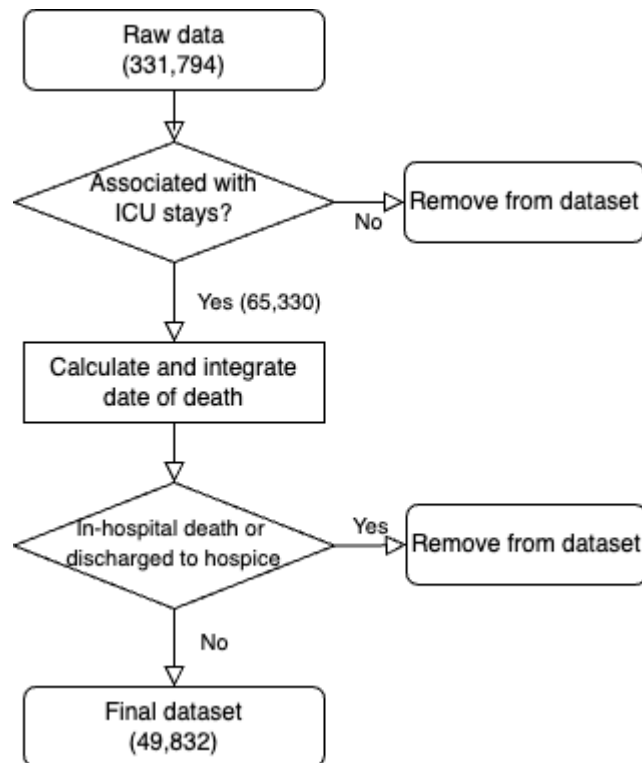 Raw data
(331,794)
Associated with
ICU stays?
No
Remove from dataset
Yes (65,330)
Calculate and integrate
date of death
In-hospital death or
discharged to hospice
Yes
Remove from dataset
No
Final dataset
(49,832)